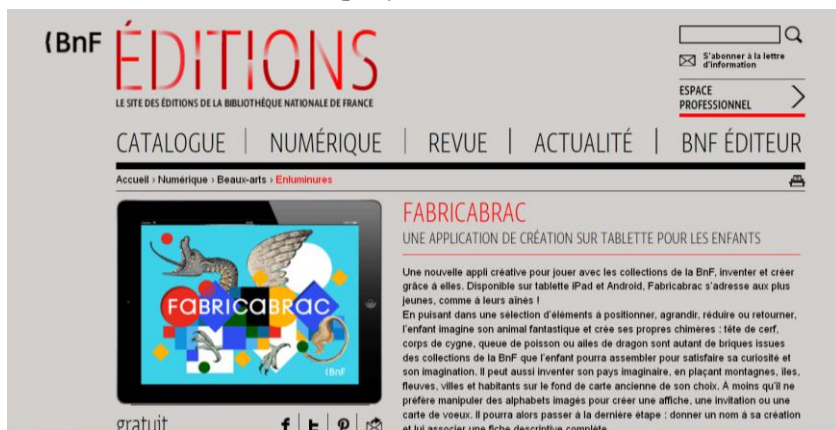 (BnF
ÉDITIONS
LE SITE DES ÉDITIONS DE LA BIBLIOTHÈQUE NATIONALE DE FRANCE
S'abonner à la lettre
d'information
ESPACE
PROFESSIONNEL
CATALOGUE | NUMÉRIQUE | REVUE | ACTUALITÉ | BNF ÉDITEUR
Accueil › Numérique › Beaux-arts › Enluminures
FABRICABRAC
(BnF
gratuit
FABRICABRAC
UNE APPLICATION DE CRÉATION SUR TABLETTE POUR LES ENFANTS
Une nouvelle appli créative pour jouer avec les collections de la BnF, inventer et créer
grâce à elles. Disponible sur tablette iPad et Android, Fabricabrac s'adresse aux plus
jeunes, comme à leurs aînés !
En puisant dans une sélection d'éléments à positionner, agrandir, réduire ou retourner,
l'enfant imagine son animal fantastique et crée ses propres chimères : tête de cerf,
corps de cygne, queue de poisson ou ailes de dragon sont autant de briques issues
des collections de la BnF que l'enfant pourra assembler pour satisfaire sa curiosité et
son imagination. Il peut aussi inventer son pays imaginaire, en plaçant montagnes, îles,
fleuves, villes et habitants sur le fond de carte ancienne de son choix. À moins qu'il ne
préfère manipuler des alphabets imagés pour créer une affiche, une invitation ou une
carte de voeux. Il pourra alors passer à la dernière étape : donner un nom à sa création
et lui associer une fiche descriptive complète.